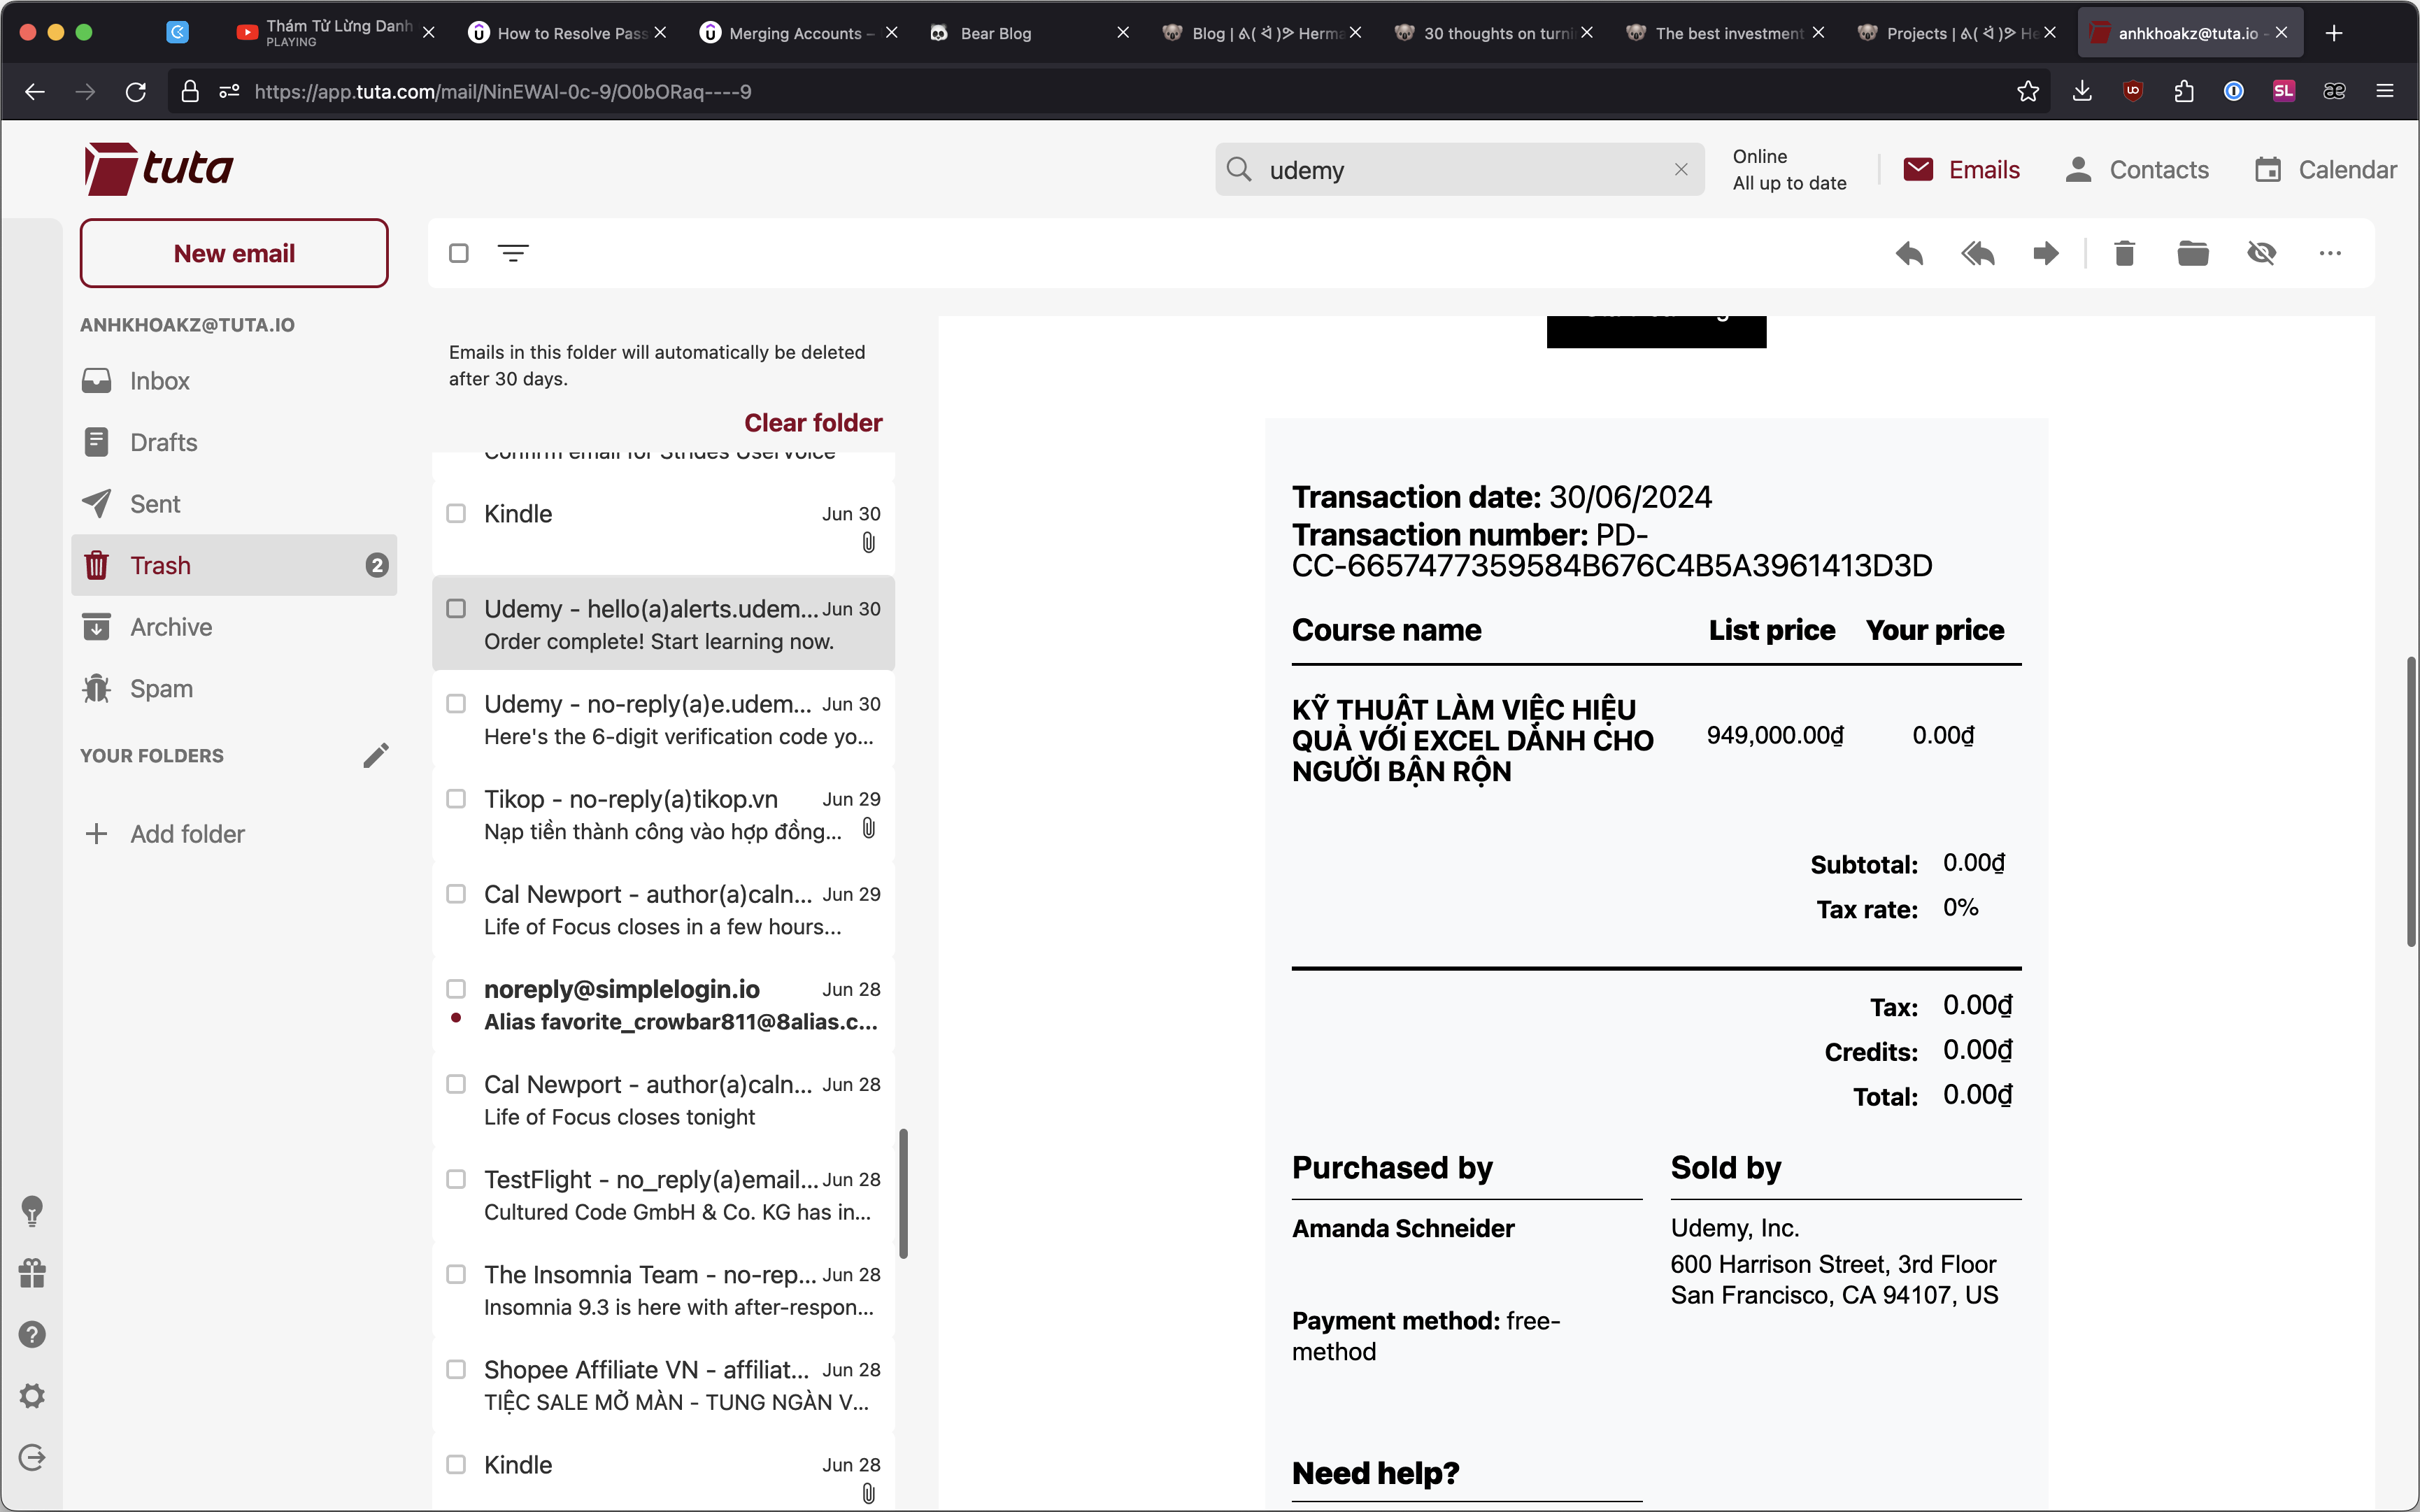 Thám Tử Lừng Danh
PLAYING
How to Resolve Pass
Merging Accounts –
Bear Blog
Blog |
30 thoughts on turni
The best investment
Projects |
anhkhoakz@tuta.io -
https://app.tuta.com/mail/NinEWAl-0c-9/O0bORaq----9
SL
æ
tuta
udemy
Online
All up to date
Emails
Contacts
Calendar
New email
ANHKHOAKZ@TUTA.IO
Inbox
Drafts
Sent
Trash
2
Archive
Spam
YOUR FOLDERS
Add folder
Emails in this folder will automatically be deleted
after 30 days.
Clear folder
Confirm email for Strides UserVoice
Kindle
Jun 30
Udemy - hello(a)alerts.udem...
Jun 30
Order complete! Start learning now.
Udemy - no-reply(a)e.udem...
Jun 30
Here's the 6-digit verification code yo...
Tikop - no-reply(a)tikop.vn
Jun 29
Nạp tiền thành công vào hợp đồng...
Cal Newport - author(a)caln...
Jun 29
Life of Focus closes in a few hours...
noreply@simplelogin.io
Jun 28
Alias favorite_crowbar811@8alias.c...
Cal Newport - author(a)caln...
Jun 28
Life of Focus closes tonight
TestFlight - no_reply(a)email...
Jun 28
Cultured Code GmbH & Co. KG has in...
The Insomnia Team - no-rep...
Jun 28
Insomnia 9.3 is here with after-respon...
Shopee Affiliate VN - affiliat...
Jun 28
TIỆC SALE MỞ MÀN - TUNG NGÀN V...
Kindle
Jun 28
Transaction date: 30/06/2024
Transaction number: PD-
CC-6657477359584B676C4B5A3961413D3D
Course name
List price
Your price
KỸ THUẬT LÀM VIỆC HIỆU
QUẢ VỚI EXCEL DÀNH CHO
NGƯỜI BẬN RỘN
949,000.00₫
0.00₫
Subtotal: 0.00₫
Tax rate: 0%
Tax: 0.00₫
Credits: 0.00₫
Total: 0.00₫
Purchased by
Amanda Schneider
Payment method: free-
method
Sold by
Udemy, Inc.
600 Harrison Street, 3rd Floor
San Francisco, CA 94107, US
Need help?